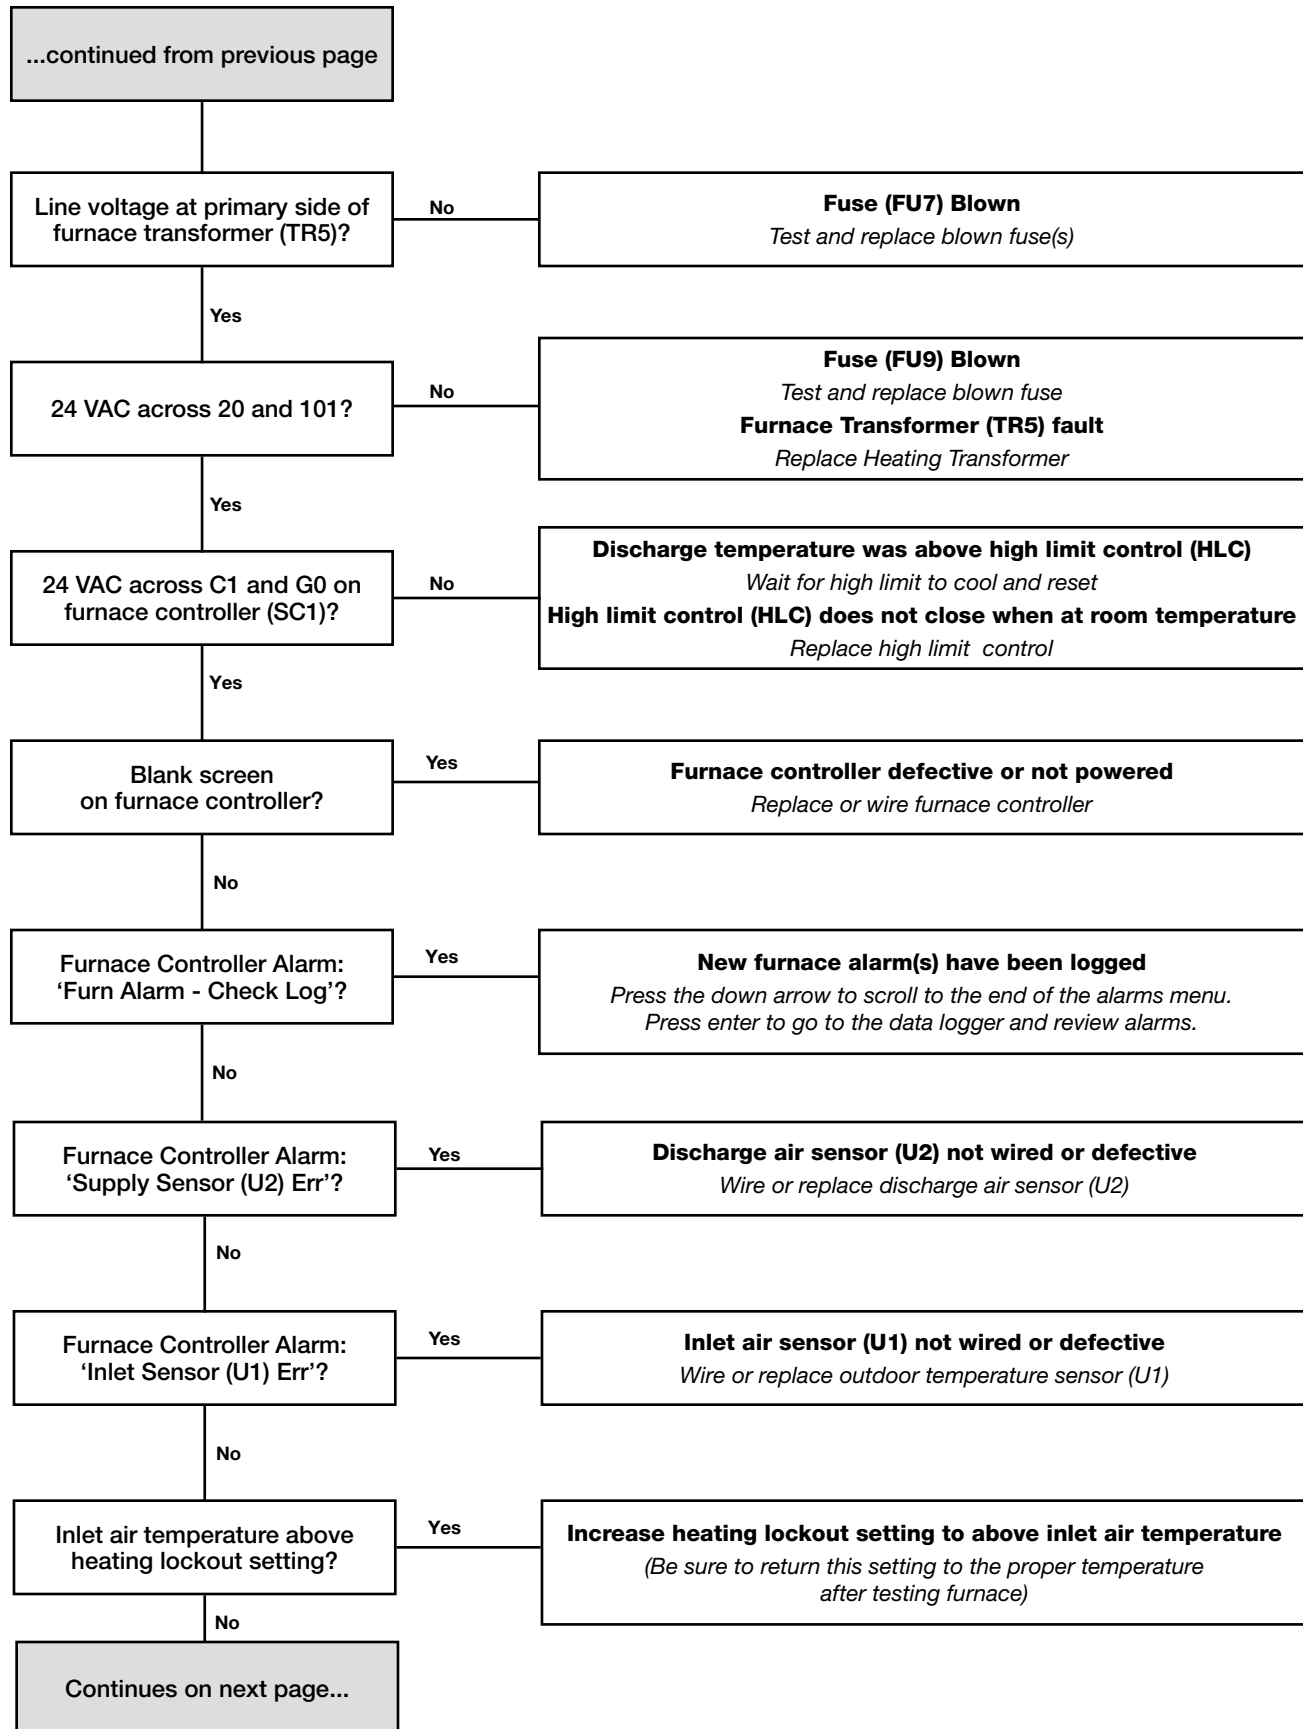 ...continued from previous page
Line voltage at primary side of
furnace transformer (TR5)?
No
Fuse (FU7) Blown
Test and replace blown fuse(s)
Yes
24 VAC across 20 and 101?
No
Fuse (FU9) Blown
Test and replace blown fuse
Furnace Transformer (TR5) fault
Replace Heating Transformer
Yes
24 VAC across C1 and G0 on
furnace controller (SC1)?
No
Discharge temperature was above high limit control (HLC)
Wait for high limit to cool and reset
High limit control (HLC) does not close when at room temperature
Replace high limit control
Yes
Blank screen
on furnace controller?
Yes
Furnace controller defective or not powered
Replace or wire furnace controller
No
Furnace Controller Alarm:
‘Furn Alarm - Check Log’?
Yes
New furnace alarm(s) have been logged
Press the down arrow to scroll to the end of the alarms menu.
Press enter to go to the data logger and review alarms.
No
Furnace Controller Alarm:
‘Supply Sensor (U2) Err’?
Yes
Discharge air sensor (U2) not wired or defective
Wire or replace discharge air sensor (U2)
No
Furnace Controller Alarm:
‘Inlet Sensor (U1) Err’?
Yes
Inlet air sensor (U1) not wired or defective
Wire or replace outdoor temperature sensor (U1)
No
Inlet air temperature above
heating lockout setting?
Yes
Increase heating lockout setting to above inlet air temperature
(Be sure to return this setting to the proper temperature
after testing furnace)
No
Continues on next page...